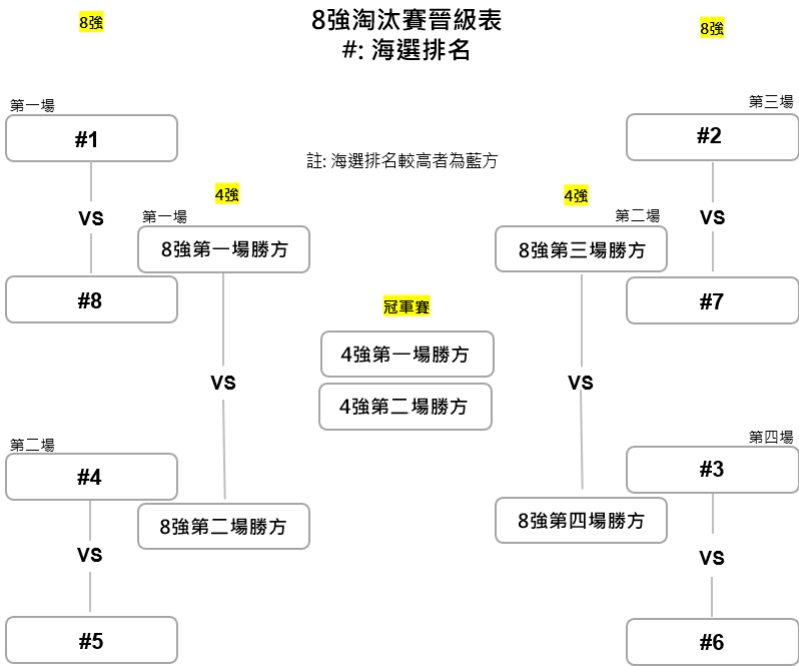 8強淘汰賽晉級表
#: 海選排名
8強
8強
第一場
#1
VS
#8
第二場
#4
VS
#5
註: 海選排名較高者為藍方
4強
第一場
8強第一場勝方
VS
8強第二場勝方
冠軍賽
4強第一場勝方
4強第二場勝方
4強
第二場
8強第三場勝方
VS
8強第四場勝方
第三場
#2
VS
#7
第四場
#3
VS
#6